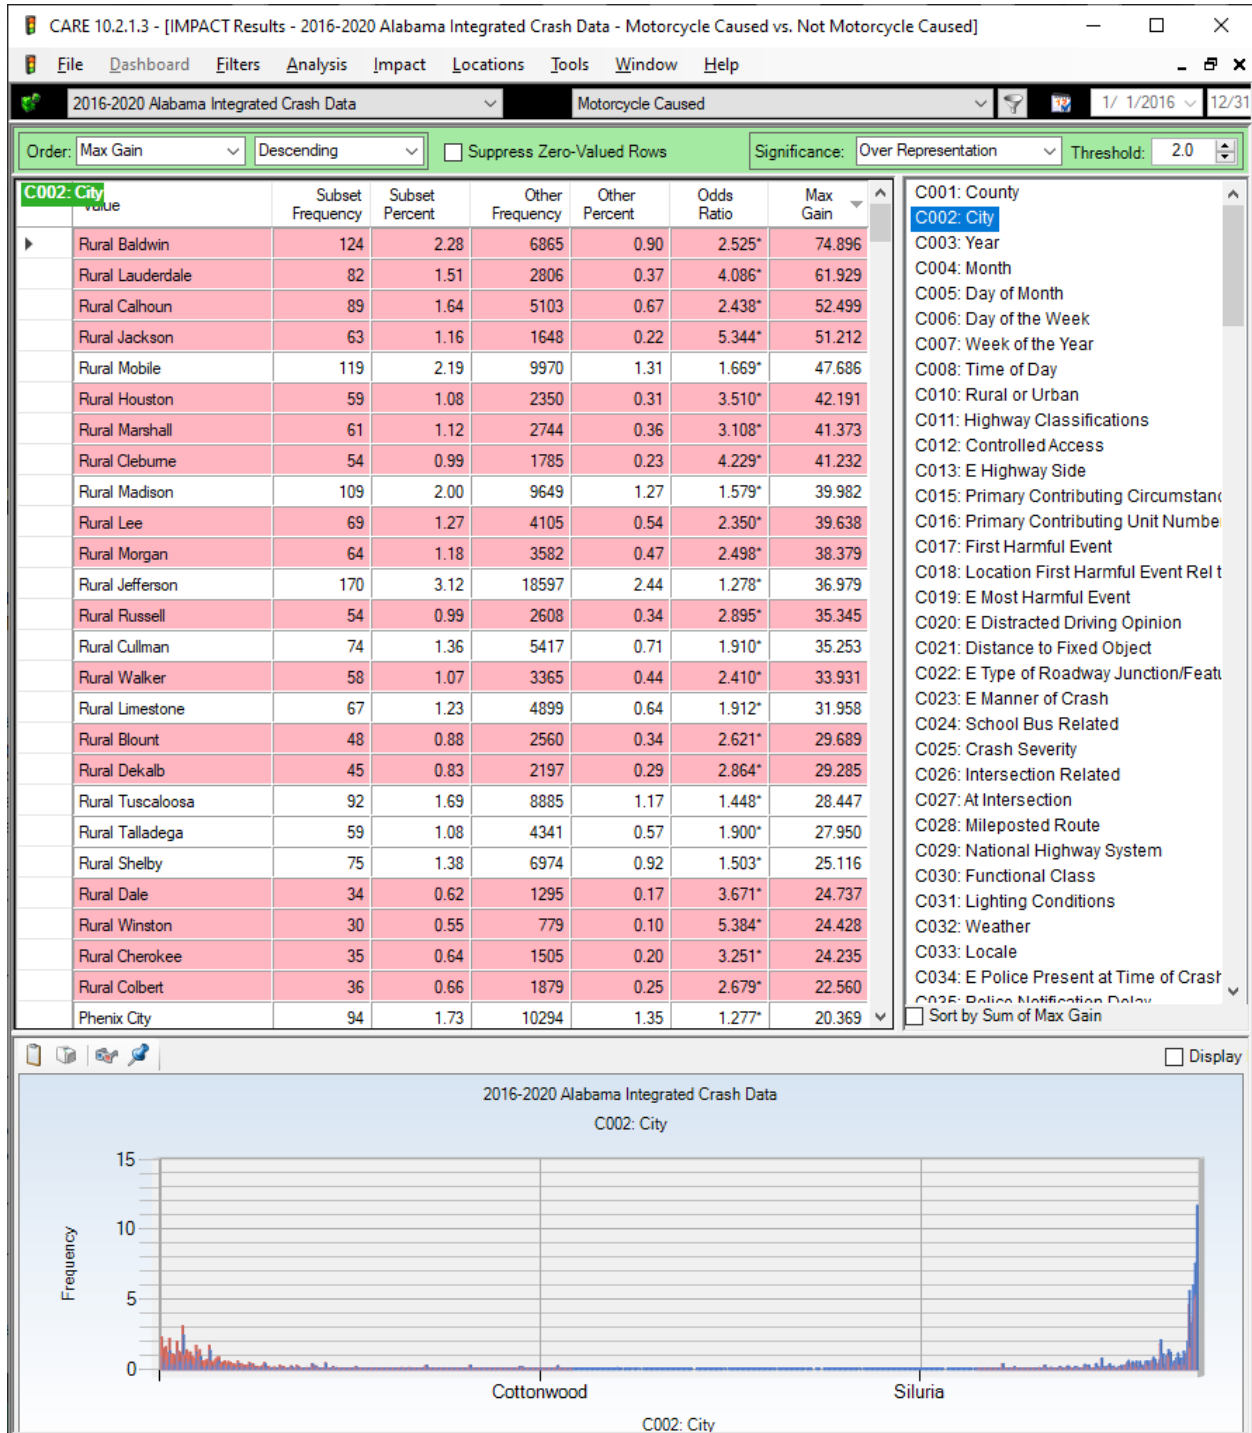 CARE 10.2.1.3 - [IMPACT Results - 2016-2020 Alabama Integrated Crash Data - Motorcycle Caused vs. Not Motorcycle Caused]
File Dashboard Filters Analysis Impact Locations Tools Window Help
2016-2020 Alabama Integrated Crash Data Motorcycle Caused 1/ 1/2016 12/31
Order: Max Gain Descending Suppress Zero-Valued Rows Significance: Over Representation Threshold: 2.0
C002: City Value Subset Frequency Subset Percent Other Frequency Other Percent Odds Ratio Max Gain
Rural Baldwin 124 2.28 6865 0.90 2.525* 74.896
Rural Lauderdale 82 1.51 2806 0.37 4.086* 61.929
Rural Calhoun 89 1.64 5103 0.67 2.438* 52.499
Rural Jackson 63 1.16 1648 0.22 5.344* 51.212
Rural Mobile 119 2.19 9970 1.31 1.669* 47.686
Rural Houston 59 1.08 2350 0.31 3.510* 42.191
Rural Marshall 61 1.12 2744 0.36 3.108* 41.373
Rural Cleburne 54 0.99 1785 0.23 4.229* 41.232
Rural Madison 109 2.00 9649 1.27 1.579* 39.982
Rural Lee 69 1.27 4105 0.54 2.350* 39.638
Rural Morgan 64 1.18 3582 0.47 2.498* 38.379
Rural Jefferson 170 3.12 18597 2.44 1.278* 36.979
Rural Russell 54 0.99 2608 0.34 2.895* 35.345
Rural Cullman 74 1.36 5417 0.71 1.910* 35.253
Rural Walker 58 1.07 3365 0.44 2.410* 33.931
Rural Limestone 67 1.23 4899 0.64 1.912* 31.958
Rural Blount 48 0.88 2560 0.34 2.621* 29.689
Rural Dekalb 45 0.83 2197 0.29 2.864* 29.285
Rural Tuscaloosa 92 1.69 8885 1.17 1.448* 28.447
Rural Talladega 59 1.08 4341 0.57 1.900* 27.950
Rural Shelby 75 1.38 6974 0.92 1.503* 25.116
Rural Dale 34 0.62 1295 0.17 3.671* 24.737
Rural Winston 30 0.55 779 0.10 5.384* 24.428
Rural Cherokee 35 0.64 1505 0.20 3.251* 24.235
Rural Colbert 36 0.66 1879 0.25 2.679* 22.560
Phenix City 94 1.73 10294 1.35 1.277* 20.369
C001: County
C002: City
C003: Year
C004: Month
C005: Day of Month
C006: Day of the Week
C007: Week of the Year
C008: Time of Day
C010: Rural or Urban
C011: Highway Classifications
C012: Controlled Access
C013: E Highway Side
C015: Primary Contributing Circumstanc
C016: Primary Contributing Unit Number
C017: First Harmful Event
C018: Location First Harmful Event Rel t
C019: E Most Harmful Event
C020: E Distracted Driving Opinion
C021: Distance to Fixed Object
C022: E Type of Roadway Junction/Featu
C023: E Manner of Crash
C024: School Bus Related
C025: Crash Severity
C026: Intersection Related
C027: At Intersection
C028: Mileposted Route
C029: National Highway System
C030: Functional Class
C031: Lighting Conditions
C032: Weather
C033: Locale
C034: E Police Present at Time of Crash
C035: Police Notification Delay
Sort by Sum of Max Gain
Display
2016-2020 Alabama Integrated Crash Data
C002: City
Frequency
15
10
5
0
Cottonwood Siluria
C002: City